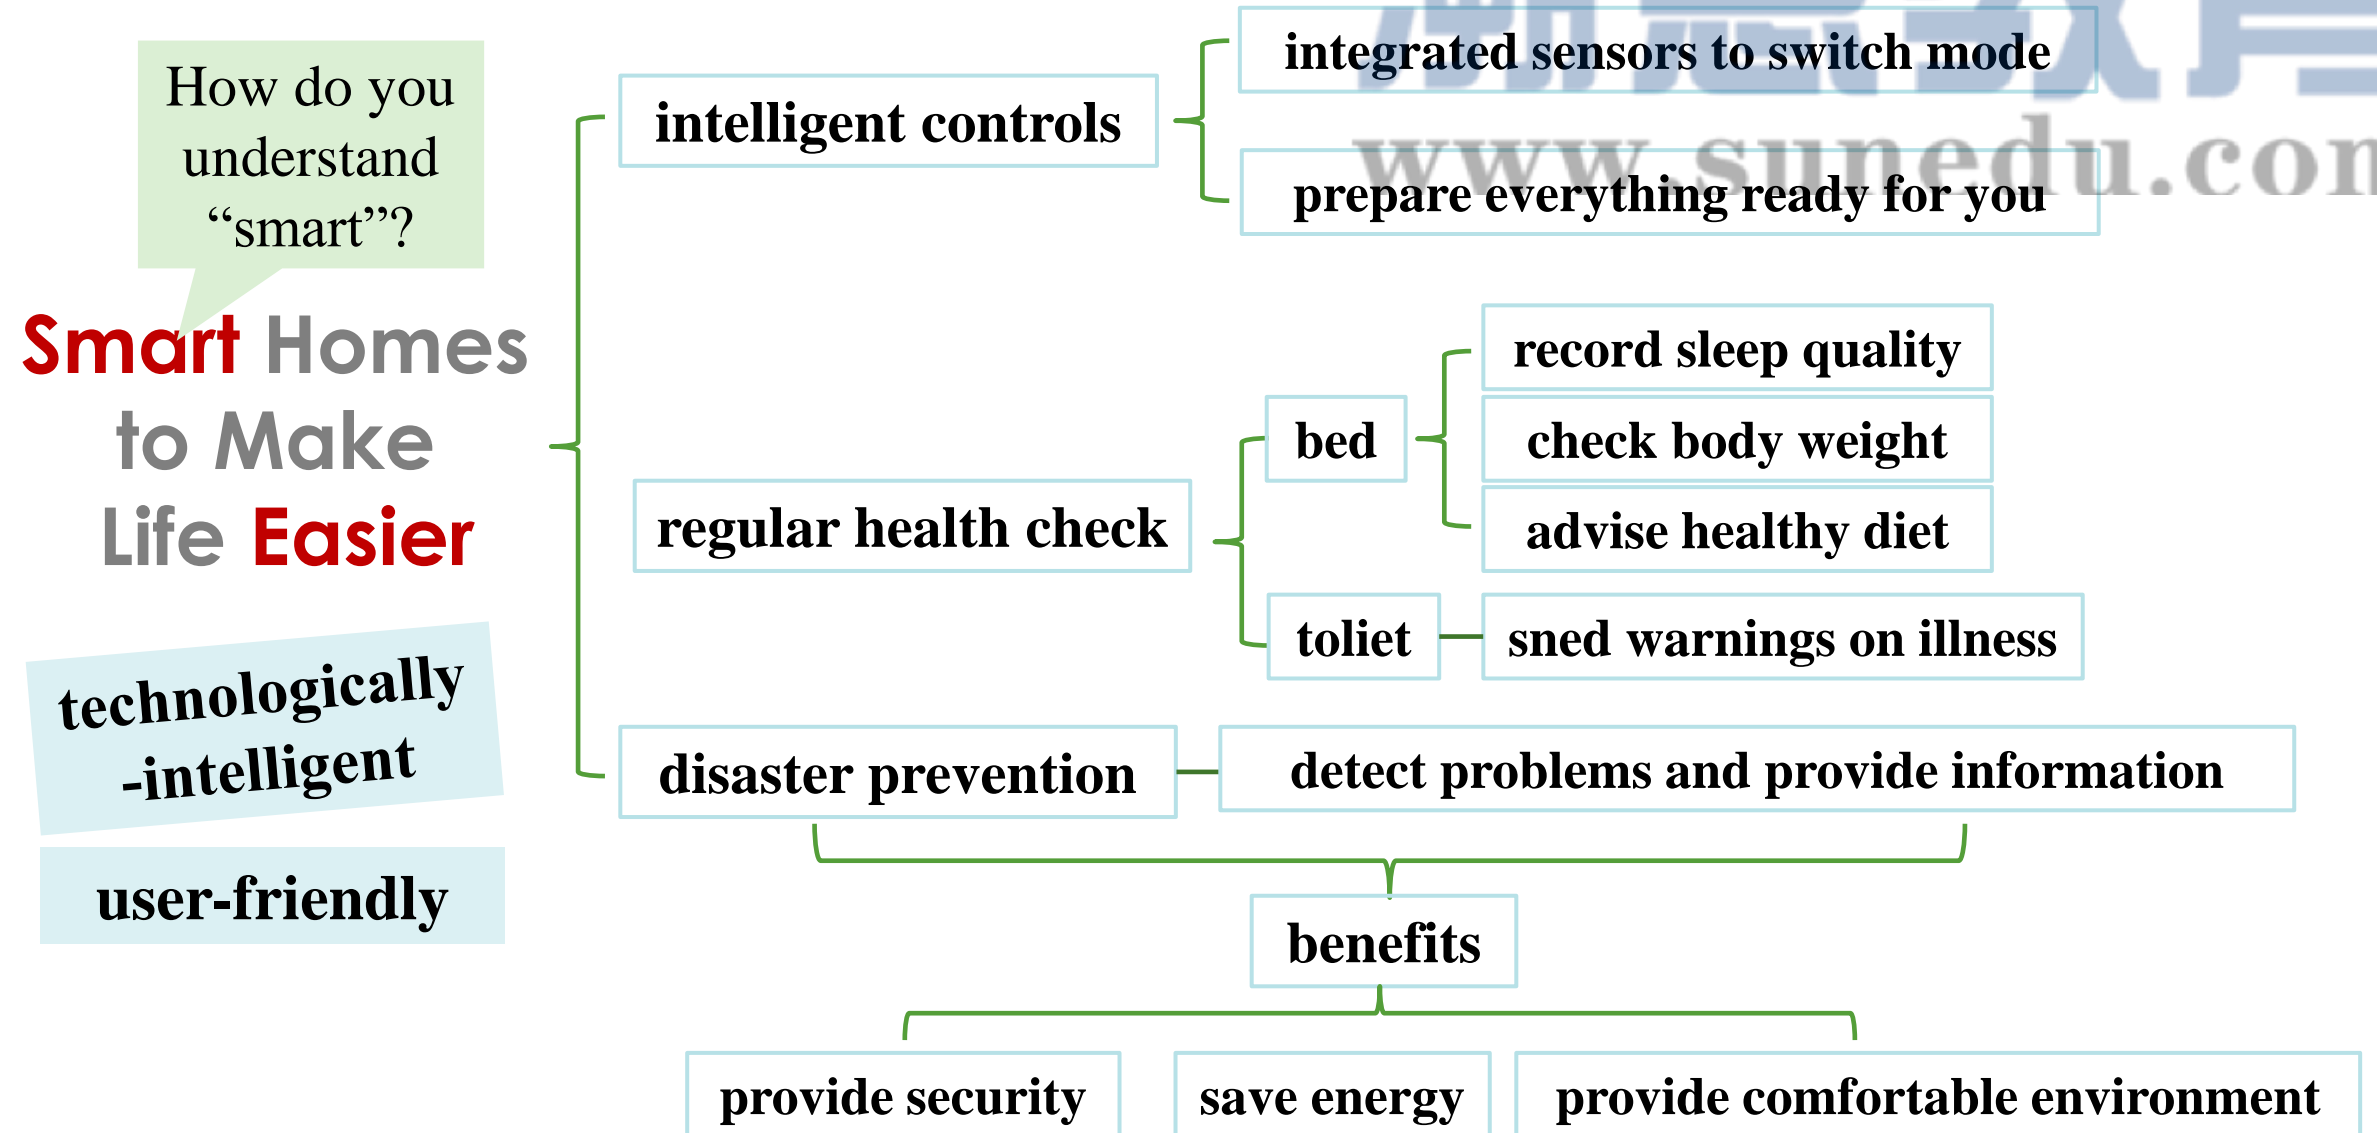 How do you
understand
“smart”?
Smart Homes
to Make
Life Easier
technologically
-intelligent
user-friendly
intelligent controls
integrated sensors to switch mode
prepare everything ready for you
www.sunedu.com
regular health check
bed
record sleep quality
check body weight
advise healthy diet
toliet
sned warnings on illness
disaster prevention
detect problems and provide information
benefits
provide security
save energy
provide comfortable environment